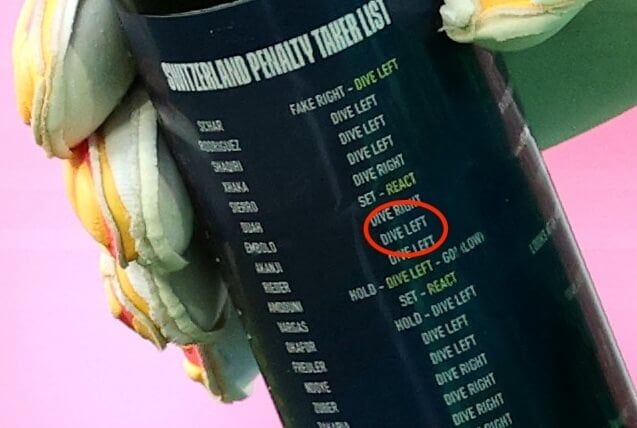 SWITZERLAND PENALTY TAKER LIST
SCHAR FAKE RIGHT - DIVE LEFT
RODRIGUEZ DIVE LEFT
SHAQIRI DIVE LEFT
XHAKA DIVE LEFT
SIERRO DIVE RIGHT
DUAH SET - REACT
EMBOLO DIVE RIGHT
AKANJI DIVE LEFT
RIEDER DIVE LEFT
AMDOUNI HOLD - DIVE LEFT - GO! (LOW)
VARGAS SET - REACT
OKAFOR HOLD - DIVE LEFT
FREULER DIVE LEFT
NDOYE DIVE LEFT
ZUBER DIVE RIGHT
ZAKARIA DIVE RIGHT
DIVE RIGHT
DIVE RIGHT